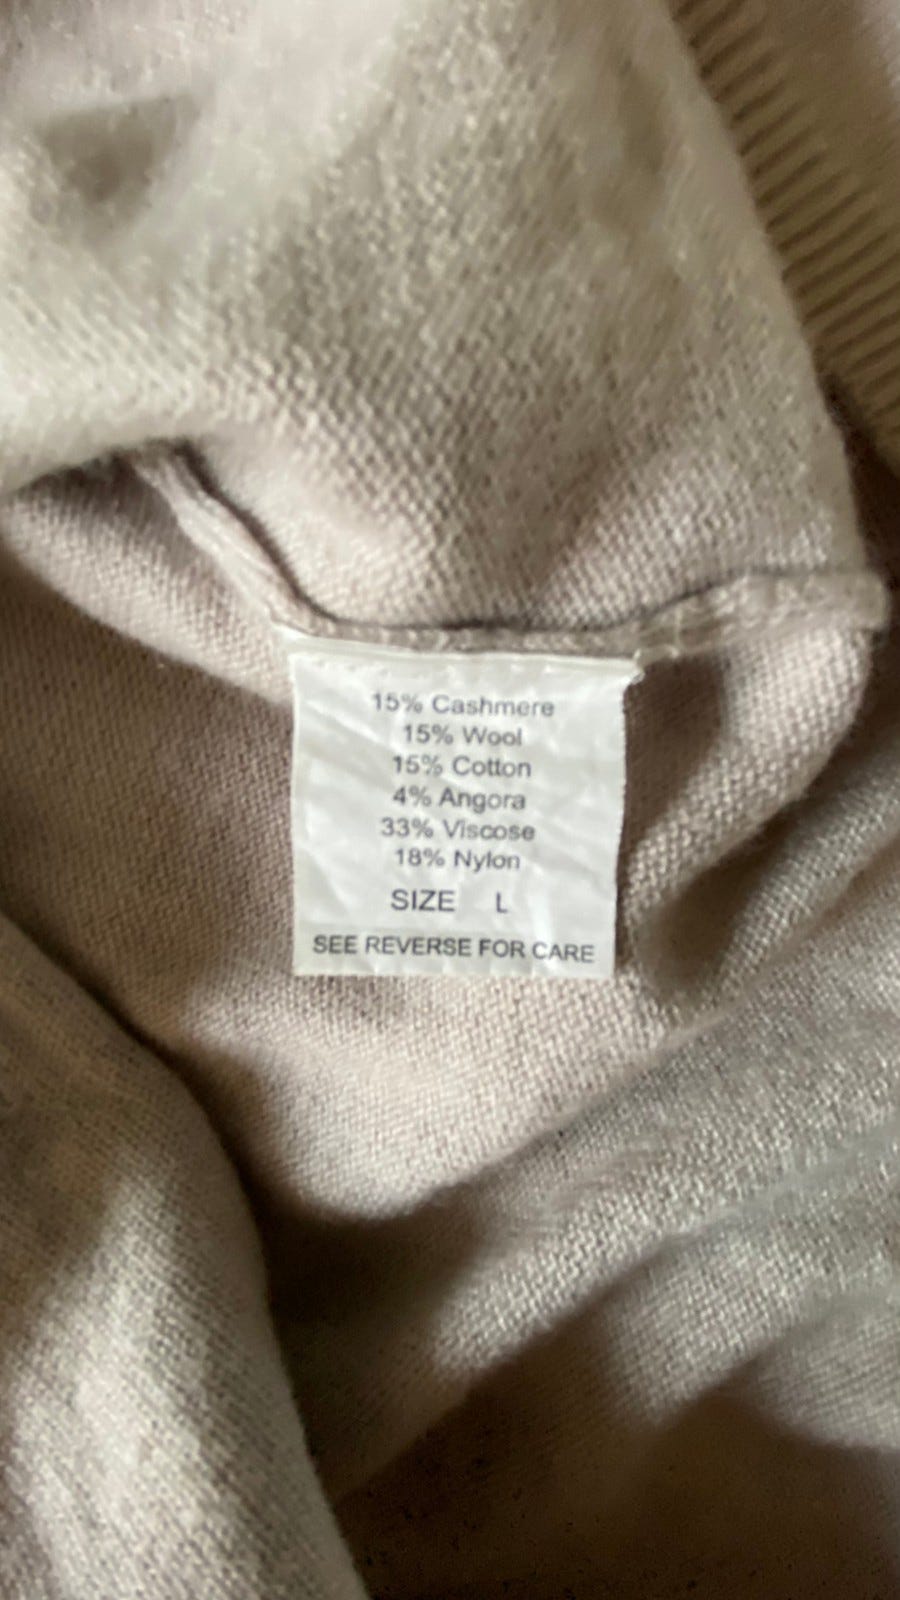 15% Cashmere
15% Wool
15% Cotton
4% Angora
33% Viscose
18% Nylon
SIZE L
SEE REVERSE FOR CARE